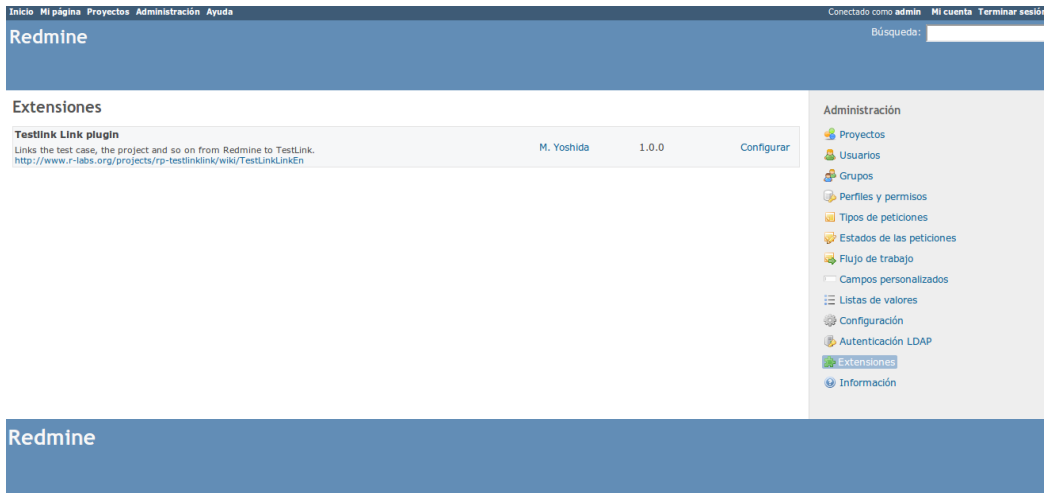 Inicio Mi página Proyectos Administración Ayuda
Conectado como admin Mi cuenta Terminar sesión
Redmine
Búsqueda:
Extensiones
Testlink Link plugin
Links the test case, the project and so on from Redmine to TestLink.
http://www.r-labs.org/projects/rp-testlinklink/wiki/TestLinkLinkEn
M. Yoshida
1.0.0
Configurar
Administración
Proyectos
Usuarios
Grupos
Perfiles y permisos
Tipos de peticiones
Estados de las peticiones
Flujo de trabajo
Campos personalizados
Listas de valores
Configuración
Autenticación LDAP
Extensiones
Información
Redmine